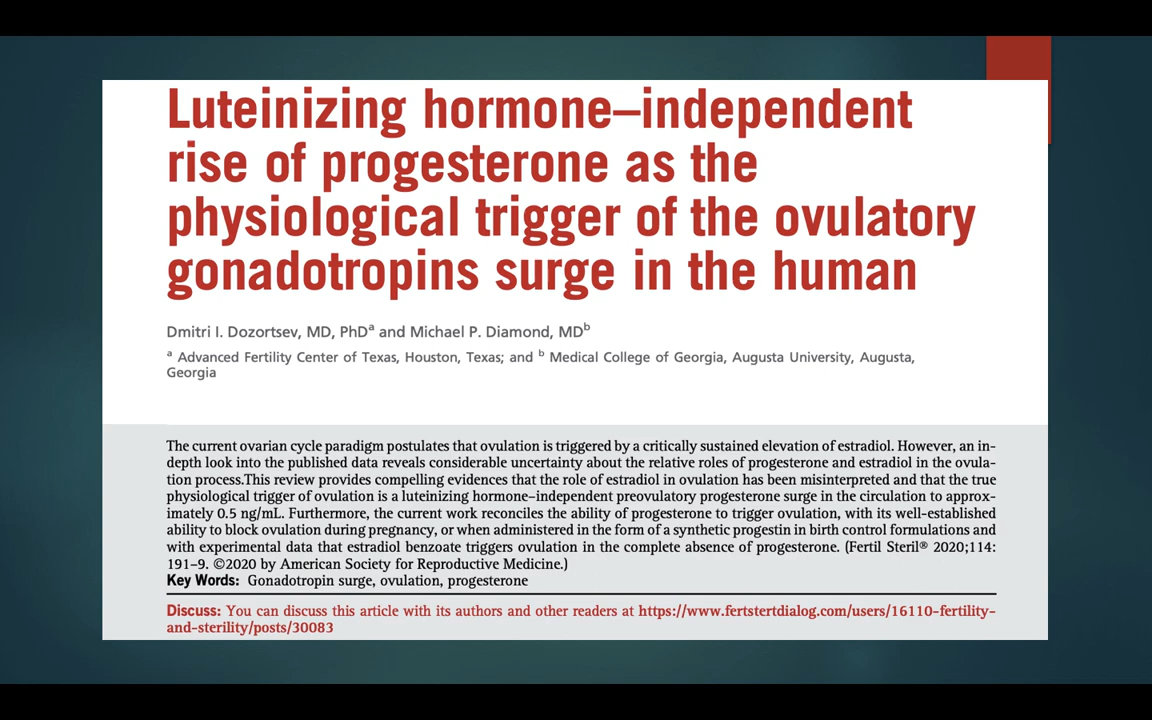 Luteinizing hormone–independent
rise of progesterone as the
physiological trigger of the ovulatory
gonadotropins surge in the human
Dmitri I. Dozortsev, MD, PhDa and Michael P. Diamond, MDb
a Advanced Fertility Center of Texas, Houston, Texas; and b Medical College of Georgia, Augusta University, Augusta,
Georgia
The current ovarian cycle paradigm postulates that ovulation is triggered by a critically sustained elevation of estradiol. However, an in-
depth look into the published data reveals considerable uncertainty about the relative roles of progesterone and estradiol in the ovula-
tion process.This review provides compelling evidences that the role of estradiol in ovulation has been misinterpreted and that the true
physiological trigger of ovulation is a luteinizing hormone–independent preovulatory progesterone surge in the circulation to approx-
imately 0.5 ng/mL. Furthermore, the current work reconciles the ability of progesterone to trigger ovulation, with its well-established
ability to block ovulation during pregnancy, or when administered in the form of a synthetic progestin in birth control formulations and
with experimental data that estradiol benzoate triggers ovulation in the complete absence of progesterone. (Fertil Steril® 2020;114:
191–9. ©2020 by American Society for Reproductive Medicine.)
Key Words: Gonadotropin surge, ovulation, progesterone
Discuss: You can discuss this article with its authors and other readers at https://www.fertstertdialog.com/users/16110-fertility-
and-sterility/posts/30083